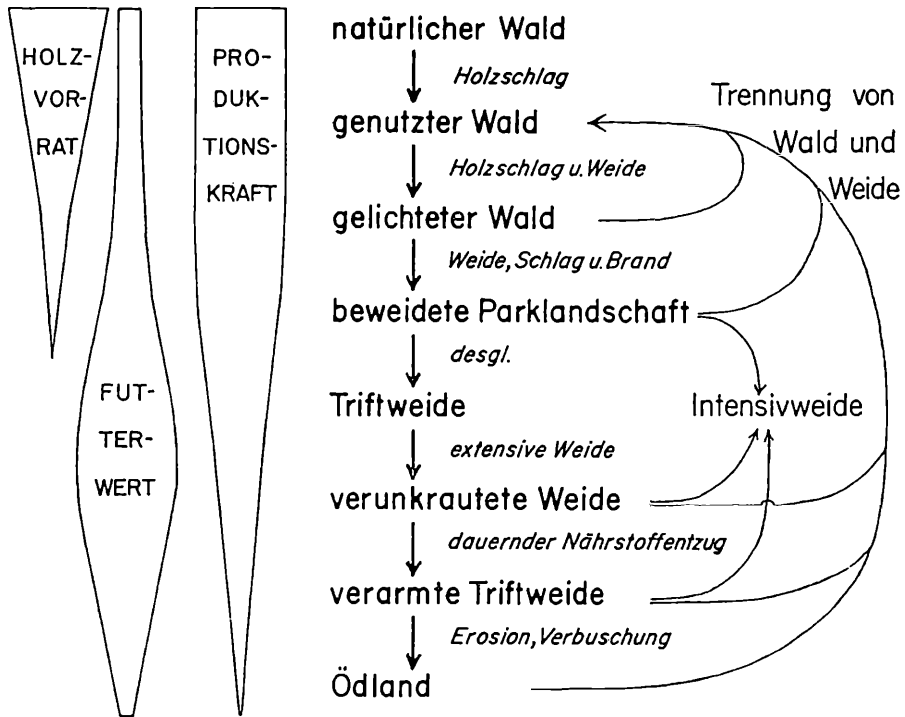 HOLZ-
VOR-
RAT
FUT-
TER-
WERT
PRO-
DUK-
TIONS-
KRAFT
natürlicher Wald
Holzschlag
genutzter Wald
Holzschlag u. Weide
gelichteter Wald
Weide, Schlag u. Brand
beweidete Parklandschaft
desgl.
Triftweide
extensive Weide
verunkrautete Weide
dauernder Nährstoffentzug
verarmte Triftweide
Erosion, Verbuschung
Ödland
Trennung von
Wald und
Weide
Intensivweide